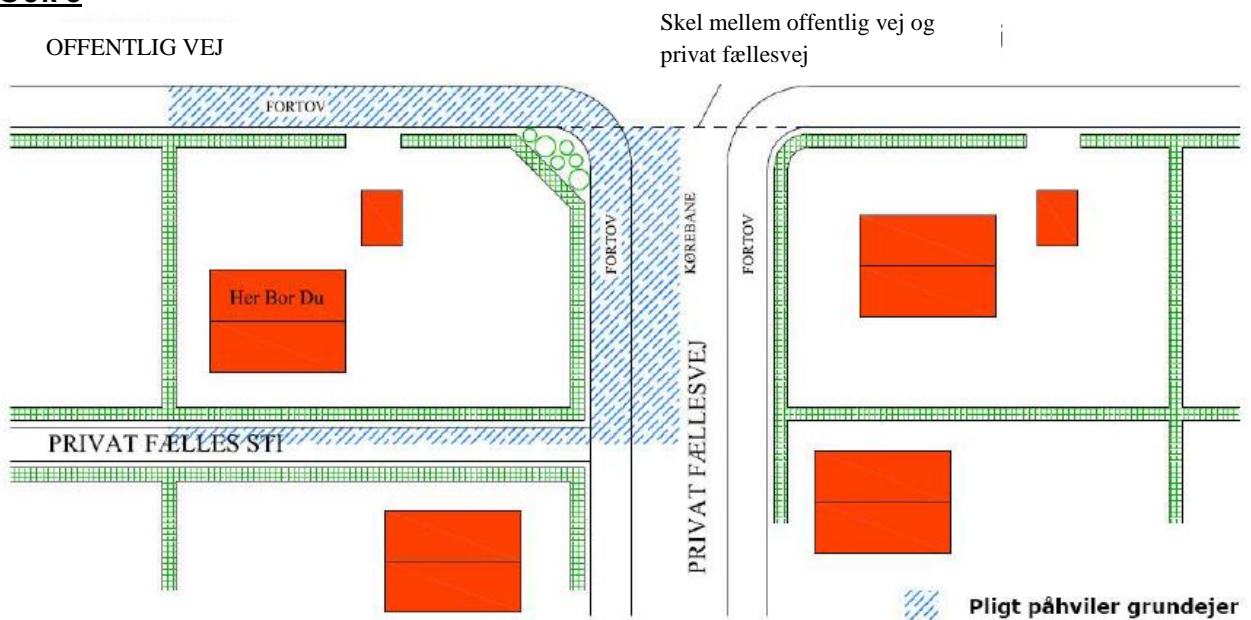 OFFENTLIG VEJ
Skel mellem offentlig vej og
privat fællesvej
FORTOV
FORTOV
KØREBANE
FORTOV
Her Bor Du
PRIVAT FÆLLES STI
PRIVAT FÆLLESVEJ
Pligt påhviler grundejer